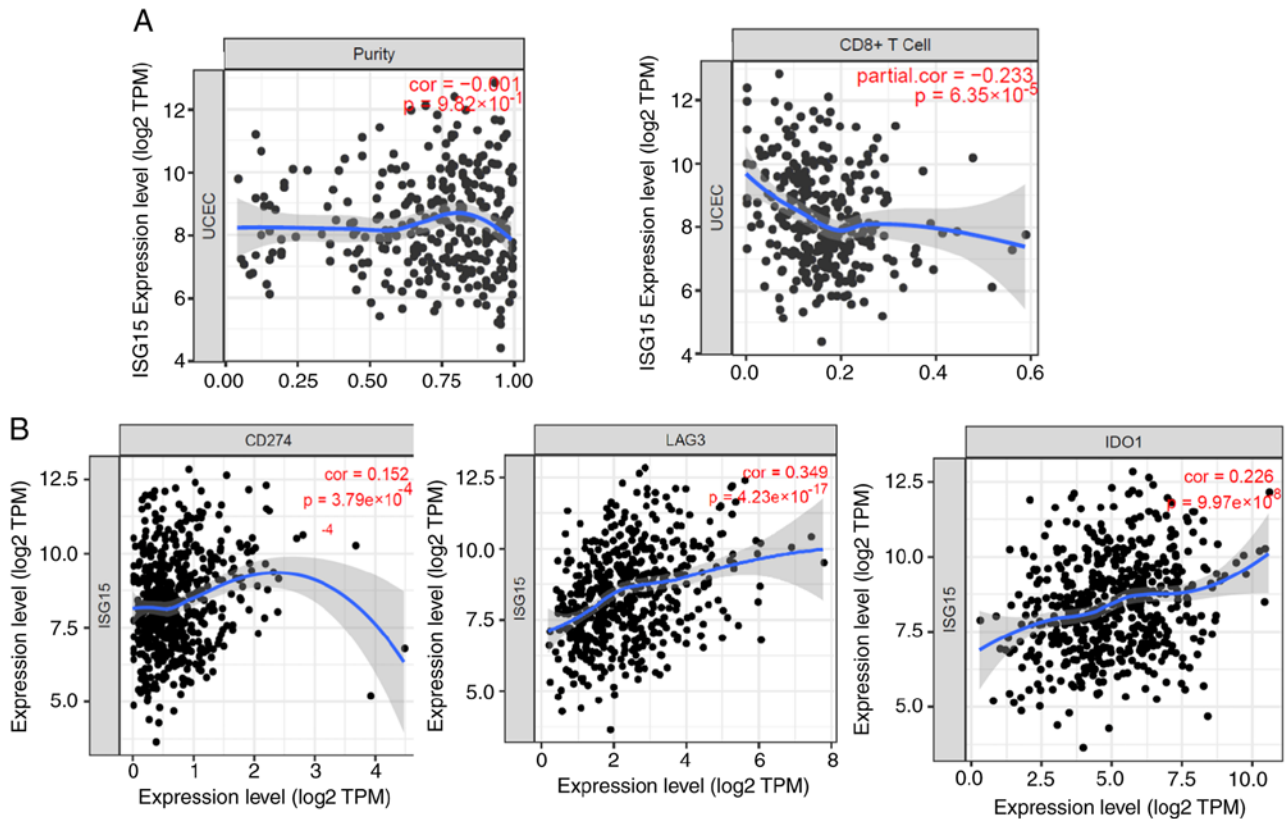 A
Purity
cor = −0.001
p = 9.82×10⁻¹
ISG15 Expression level (log2 TPM)
UCEC
12
10
8
6
4
0.00 0.25 0.50 0.75 1.00
CD8+ T Cell
partial.cor = −0.233
p = 6.35×10⁻⁵
ISG15 Expression level (log2 TPM)
UCEC
12
10
8
6
4
0.0 0.2 0.4 0.6
B
CD274
cor = 0.152
p = 3.79e×10⁻⁴
-4
Expression level (log2 TPM)
ISG15
12.5
10.0
7.5
5.0
0 1 2 3 4
Expression level (log2 TPM)
LAG3
cor = 0.349
p = 4.23e×10⁻¹⁷
Expression level (log2 TPM)
ISG15
12.5
10.0
7.5
5.0
0 2 4 6 8
Expression level (log2 TPM)
IDO1
cor = 0.226
p = 9.97e×10⁻⁸
Expression level (log2 TPM)
ISG15
12.5
10.0
7.5
5.0
0.0 2.5 5.0 7.5 10.0
Expression level (log2 TPM)